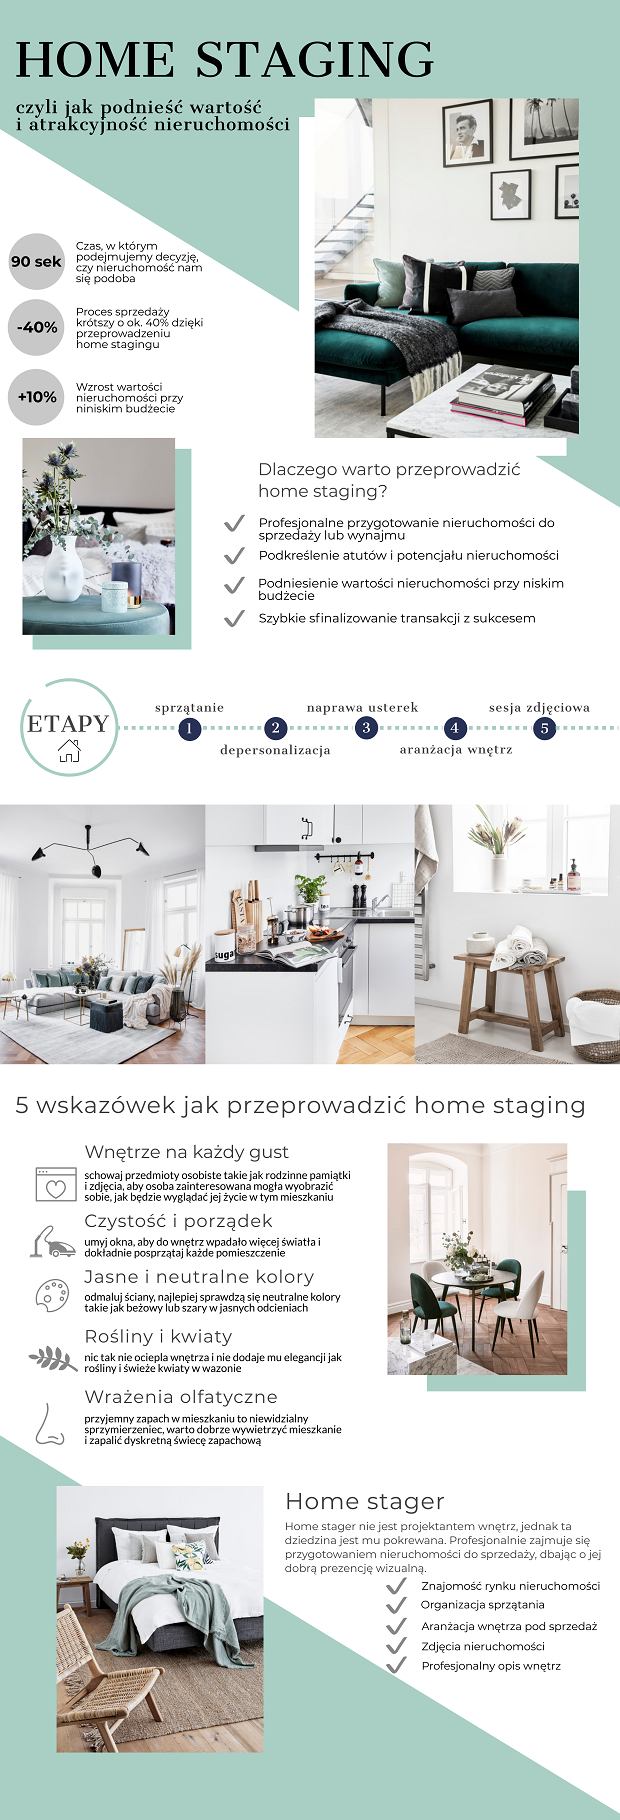 HOME STAGING
czyli jak podnieść wartość
i atrakcyjność nieruchomości
90 sek
Czas, w którym
podejmujemy decyzję,
czy nieruchomość nam
się podoba
-40%
Proces sprzedaży
krótszy o ok. 40% dzięki
przeprowadzeniu
home stagingu
+10%
Wzrost wartości
nieruchomości przy
niniskim budżecie
Dlaczego warto przeprowadzić
home staging?
Profesjonalne przygotowanie nieruchomości do
sprzedaży lub wynajmu
Podkreślenie atutów i potencjału nieruchomości
Podniesienie wartości nieruchomości przy niskim
budżecie
Szybkie sfinalizowanie transakcji z sukcesem
ETAPY
sprzątanie
naprawa usterek
sesja zdjęciowa
1 2 3 4 5
depersonalizacja
aranżacja wnętrz
sugar
5 wskazówek jak przeprowadzić home staging
Wnętrze na każdy gust
schowaj przedmioty osobiste takie jak rodzinne pamiątki
i zdjęcia, aby osoba zainteresowana mogła wyobrazić
sobie, jak będzie wyglądać jej życie w tym mieszkaniu
Czystość i porządek
umyj okna, aby do wnętrz wpadało więcej światła i
dokładnie posprzątaj każde pomieszczenie
Jasne i neutralne kolory
odmaluj ściany, najlepiej sprawdzą się neutralne kolory
takie jak beżowy lub szary w jasnych odcieniach
Rośliny i kwiaty
nic tak nie ociepla wnętrza i nie dodaje mu elegancji jak
rośliny i świeże kwiaty w wazonie
Wrażenia olfatyczne
przyjemny zapach w mieszkaniu to niewidzialny
sprzymierzeniec, warto dobrze wywietrzyć mieszkanie
i zapalić dyskretną świecę zapachową
Home stager
Home stager nie jest projektantem wnętrz, jednak ta
dziedzina jest mu pokrewana. Profesjonalnie zajmuje się
przygotowaniem nieruchomości do sprzedaży, dbając o jej
dobrą prezencję wizualną.
Znajomość rynku nieruchomości
Organizacja sprzątania
Aranżacja wnętrza pod sprzedaż
Zdjęcia nieruchomości
Profesjonalny opis wnętrz